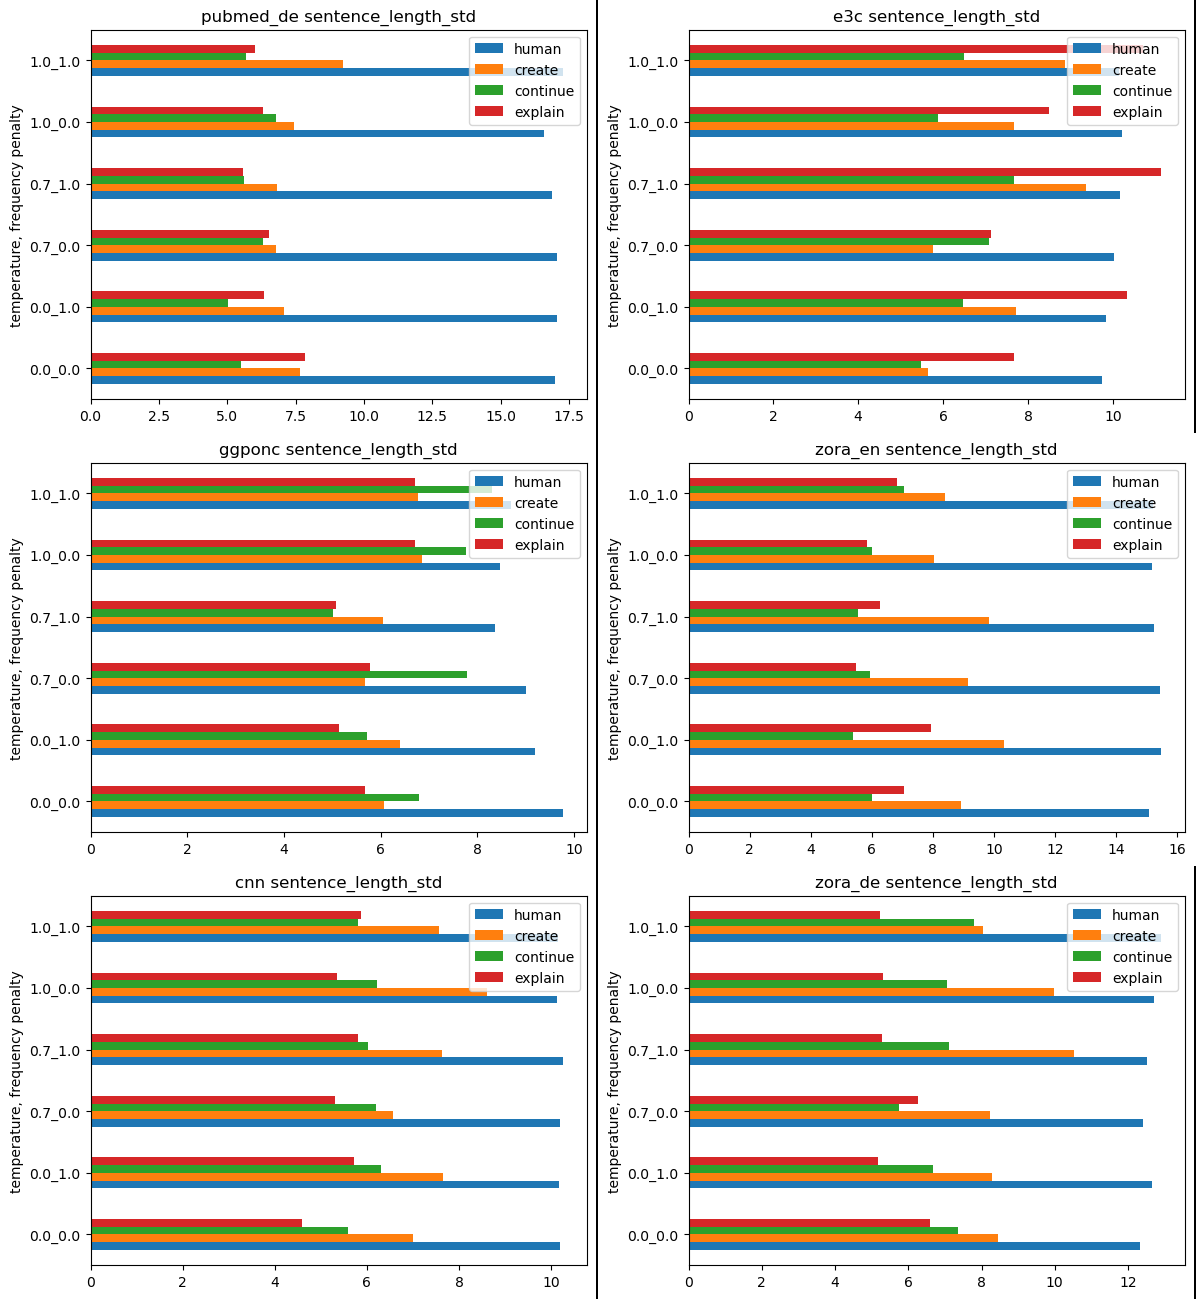 pubmed_de sentence_length_std
temperature, frequency penalty
1.0_1.0
1.0_0.0
0.7_1.0
0.7_0.0
0.0_1.0
0.0_0.0
0.0 2.5 5.0 7.5 10.0 12.5 15.0 17.5
human
create
continue
explain
e3c sentence_length_std
temperature, frequency penalty
1.0_1.0
1.0_0.0
0.7_1.0
0.7_0.0
0.0_1.0
0.0_0.0
0 2 4 6 8 10
human
create
continue
explain
ggponc sentence_length_std
temperature, frequency penalty
1.0_1.0
1.0_0.0
0.7_1.0
0.7_0.0
0.0_1.0
0.0_0.0
0 2 4 6 8 10
human
create
continue
explain
zora_en sentence_length_std
temperature, frequency penalty
1.0_1.0
1.0_0.0
0.7_1.0
0.7_0.0
0.0_1.0
0.0_0.0
0 2 4 6 8 10 12 14 16
human
create
continue
explain
cnn sentence_length_std
temperature, frequency penalty
1.0_1.0
1.0_0.0
0.7_1.0
0.7_0.0
0.0_1.0
0.0_0.0
0 2 4 6 8 10
human
create
continue
explain
zora_de sentence_length_std
temperature, frequency penalty
1.0_1.0
1.0_0.0
0.7_1.0
0.7_0.0
0.0_1.0
0.0_0.0
0 2 4 6 8 10 12
human
create
continue
explain